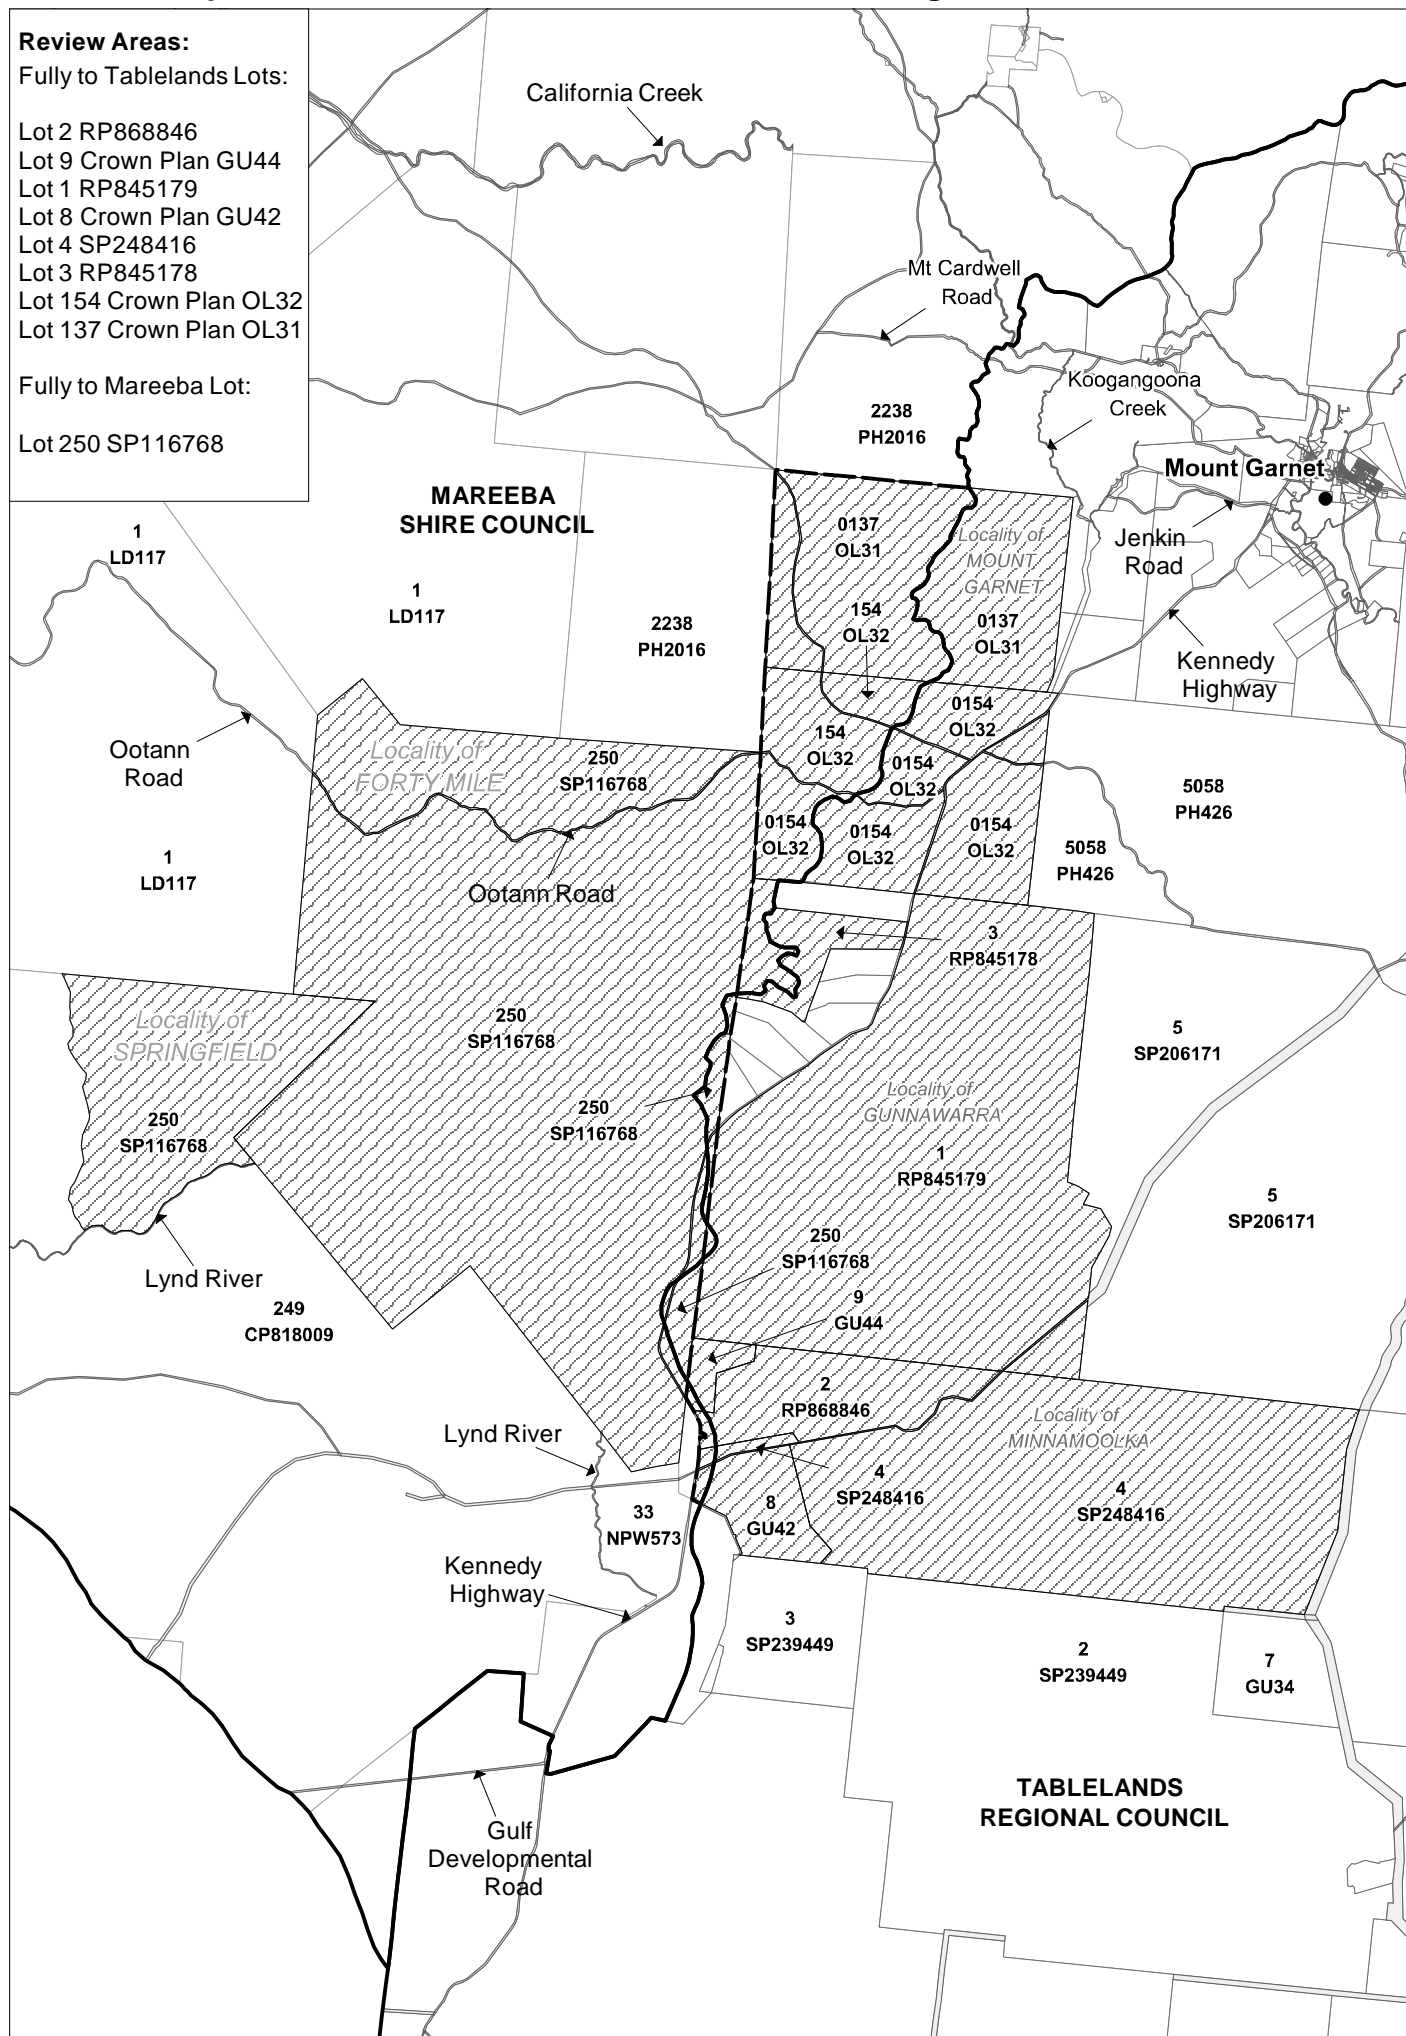 Review Areas:
Fully to Tablelands Lots:
Lot 2 RP868846
Lot 9 Crown Plan GU44
Lot 1 RP845179
Lot 8 Crown Plan GU42
Lot 4 SP248416
Lot 3 RP845178
Lot 154 Crown Plan OL32
Lot 137 Crown Plan OL31
Fully to Mareeba Lot:
Lot 250 SP116768
California Creek
Mt Cardwell
Road
Koogangoona
Creek
2238
PH2016
Mount Garnet
MAREEBA
SHIRE COUNCIL
1
LD117
0137
OL31
Locality of
MOUNT
GARNET
Jenkin
Road
1
LD117
2238
PH2016
154
OL32
0137
OL31
Kennedy
Highway
0154
OL32
Ootann
Road
Locality of
FORTY MILE
250
SP116768
154
OL32
0154
OL32
5058
PH426
0154
OL32
0154
OL32
0154
OL32
5058
PH426
1
LD117
Ootann Road
3
RP845178
Locality of
SPRINGFIELD
250
SP116768
5
SP206171
250
SP116768
250
SP116768
Locality of
GUNNAWARRA
1
RP845179
5
SP206171
250
SP116768
Lynd River
249
CP818009
9
GU44
2
RP868846
Locality of
MINNAMOOLKA
Lynd River
4
SP248416
4
SP248416
33
NPW573
8
GU42
Kennedy
Highway
3
SP239449
2
SP239449
7
GU34
TABLELANDS
REGIONAL COUNCIL
Gulf
Developmental
Road